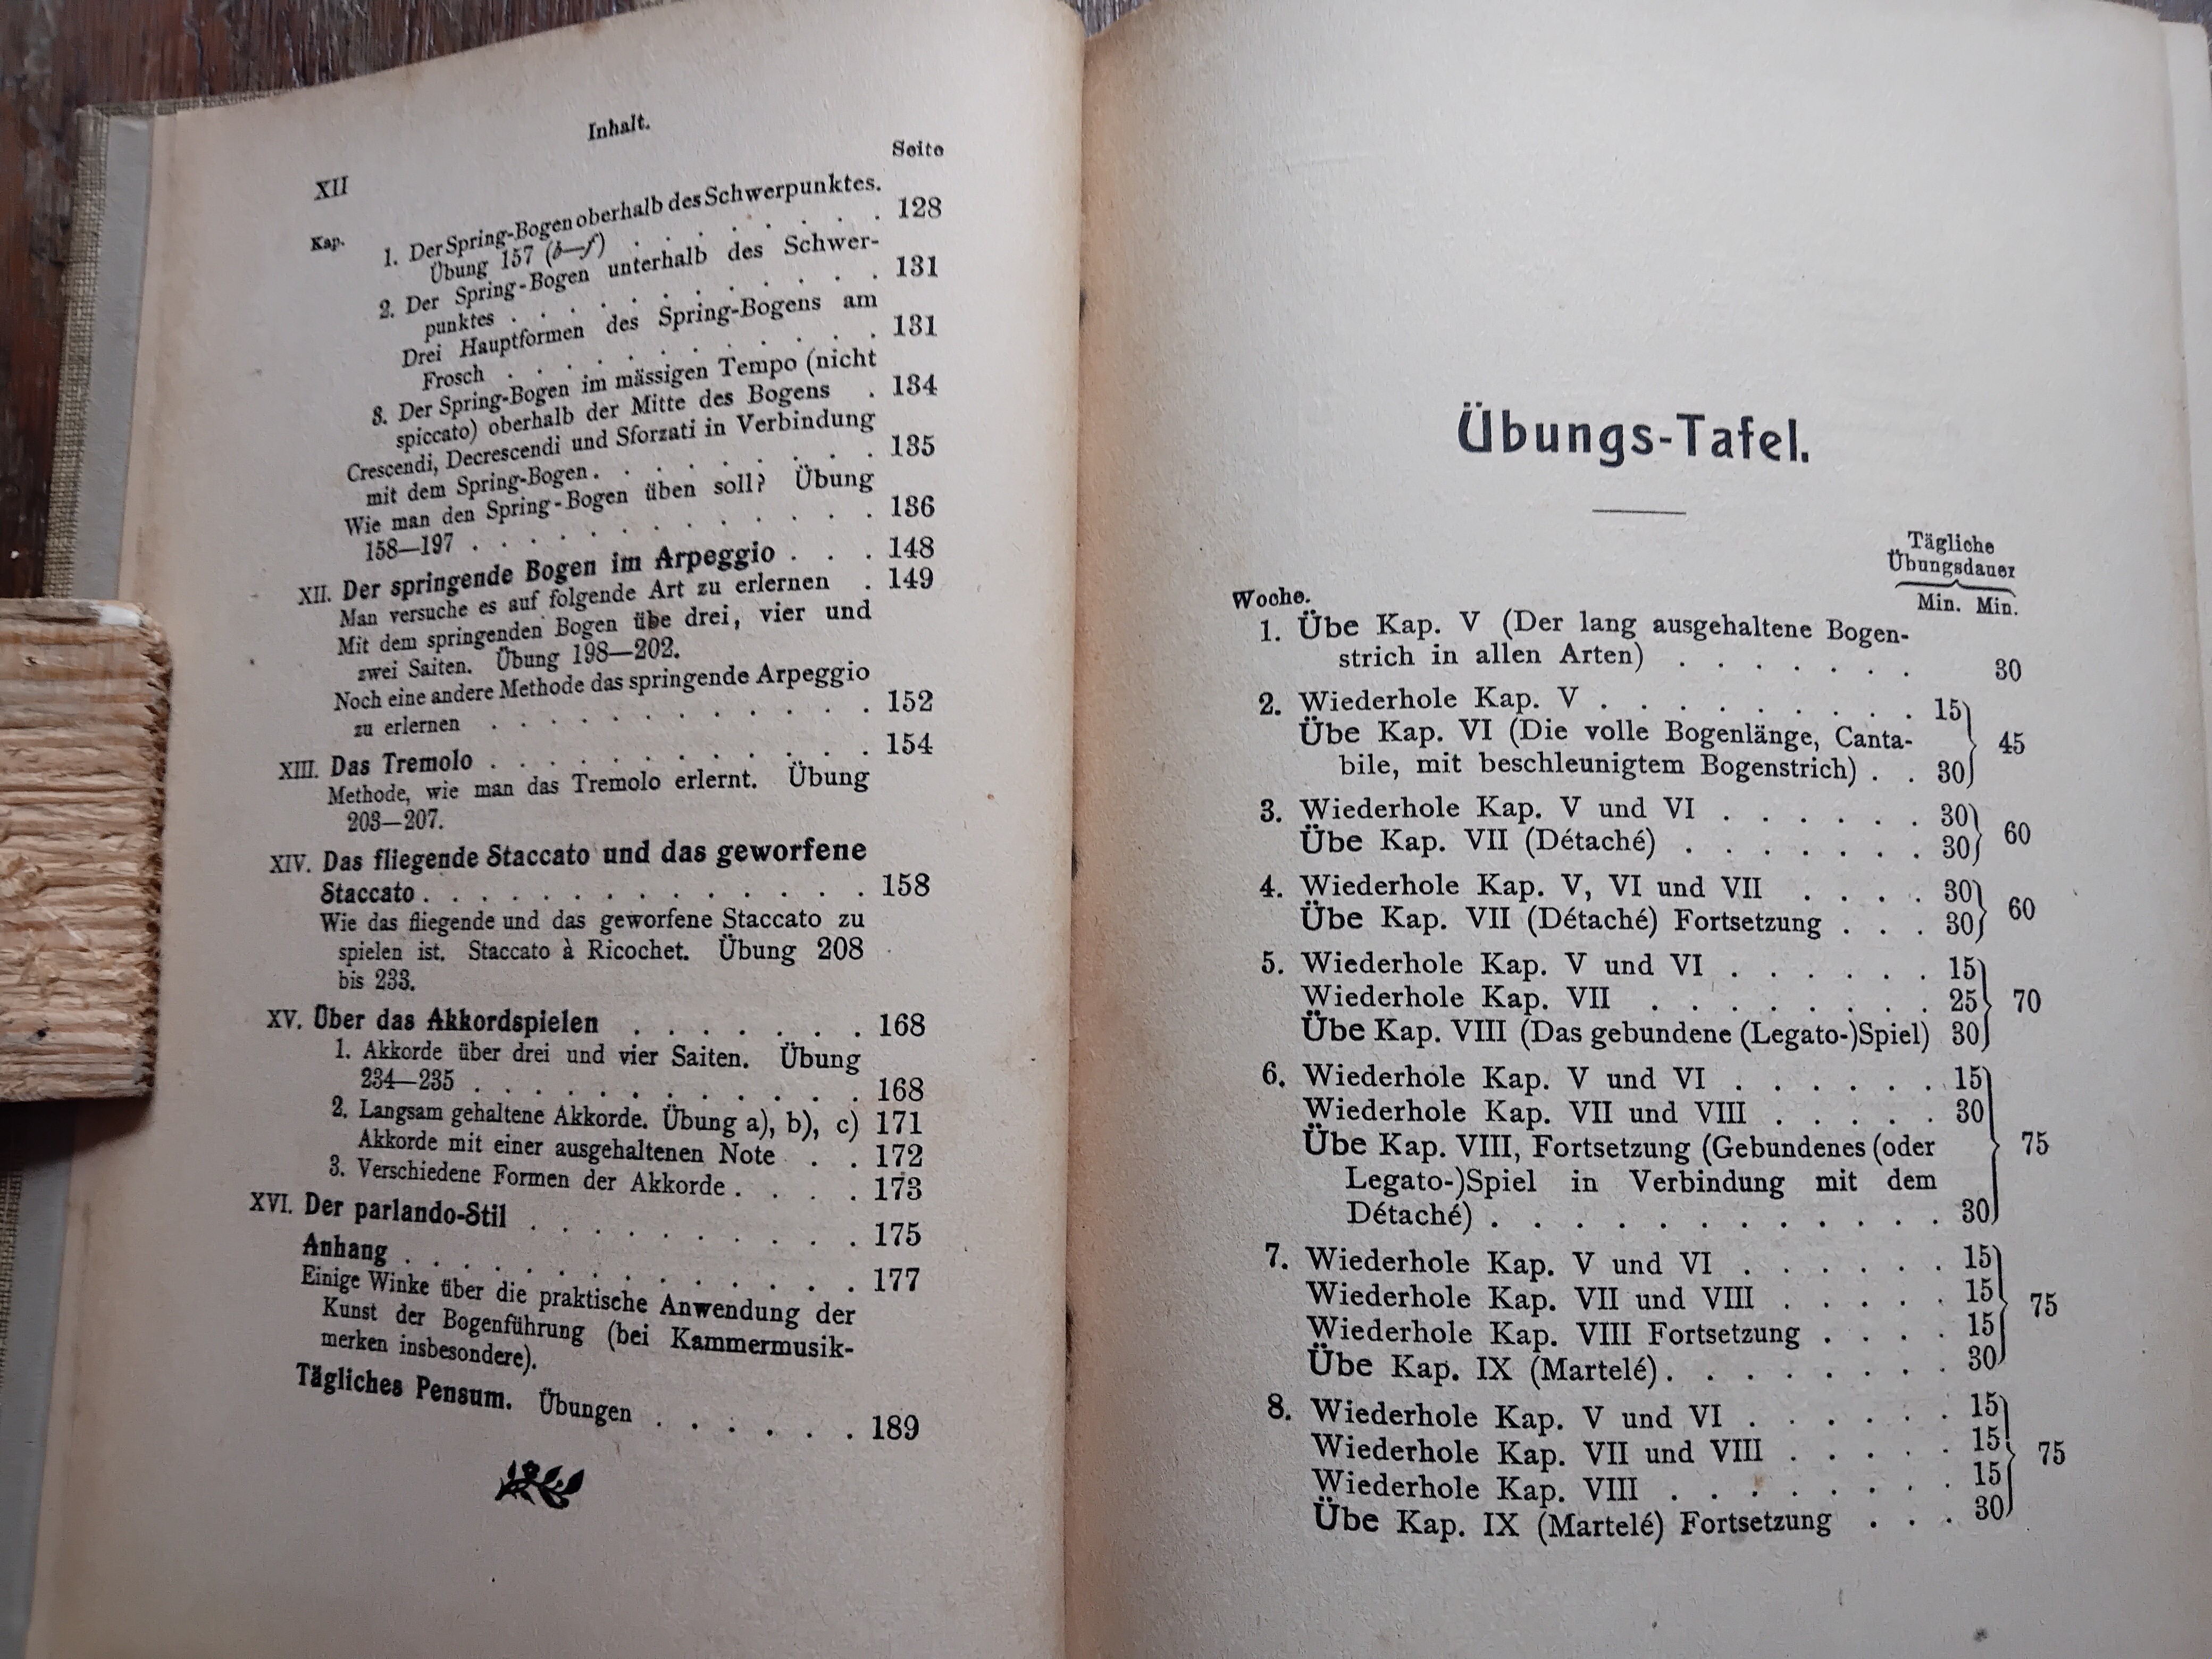 XII
Inhalt.
Kap.
Seite
1. Der Spring-Bogen oberhalb des Schwerpunktes.
Übung 157 (b—f) . . . . . . . 128
2. Der Spring-Bogen unterhalb des Schwer-
punktes . . . . . . . . . . 131
Drei Hauptformen des Spring-Bogens am
Frosch . . . . . . . . . . 131
3. Der Spring-Bogen im mässigen Tempo (nicht
spiccato) oberhalb der Mitte des Bogens . 134
Crescendi, Decrescendi und Sforzati in Verbindung
mit dem Spring-Bogen . . . . . . . . 135
Wie man den Spring-Bogen üben soll? Übung
158—197 . . . . . . . . . . . 136
XII. Der springende Bogen im Arpeggio . . . 148
Man versuche es auf folgende Art zu erlernen . 149
Mit dem springenden Bogen übe drei, vier und
zwei Saiten. Übung 198—202.
Noch eine andere Methode das springende Arpeggio
zu erlernen . . . . . . . . . . . 152
XIII. Das Tremolo . . . . . . . . . . . 154
Methode, wie man das Tremolo erlernt. Übung
203—207.
XIV. Das fliegende Staccato und das geworfene
Staccato . . . . . . . . . . . . 158
Wie das fliegende und das geworfene Staccato zu
spielen ist. Staccato à Ricochet. Übung 208
bis 233.
XV. Über das Akkordspielen . . . . . . . 168
1. Akkorde über drei und vier Saiten. Übung
234—235 . . . . . . . . . . . 168
2. Langsam gehaltene Akkorde. Übung a), b), c) 171
Akkorde mit einer ausgehaltenen Note . . 172
3. Verschiedene Formen der Akkorde . . . . 173
XVI. Der parlando-Stil . . . . . . . . . . 175
Anhang . . . . . . . . . . . . . . 177
Einige Winke über die praktische Anwendung der
Kunst der Bogenführung (bei Kammermusik-
merken insbesondere).
Tägliches Pensum. Übungen . . . . . . 189
Übungs-Tafel.
Tägliche
Übungsdauer
Woche.
Min. Min.
1. Übe Kap. V (Der lang ausgehaltene Bogen-
strich in allen Arten) . . . . . . . 30
2. Wiederhole Kap. V . . . . . . . . . 15
Übe Kap. VI (Die volle Bogenlänge, Canta- 45
bile, mit beschleunigtem Bogenstrich) . . 30
3. Wiederhole Kap. V und VI . . . . . . 30
60
Übe Kap. VII (Détaché) . . . . . . . 30
4. Wiederhole Kap. V, VI und VII . . . . 30
60
Übe Kap. VII (Détaché) Fortsetzung . . . 30
5. Wiederhole Kap. V und VI . . . . . . 15
Wiederhole Kap. VII . . . . . . . . 25 70
Übe Kap. VIII (Das gebundene (Legato-)Spiel) 30
6. Wiederhole Kap. V und VI . . . . . . 15
Wiederhole Kap. VII und VIII . . . . . 30
Übe Kap. VIII, Fortsetzung (Gebundenes (oder 75
Legato-)Spiel in Verbindung mit dem
Détaché) . . . . . . . . . . . . 30
7. Wiederhole Kap. V und VI . . . . . . 15
Wiederhole Kap. VII und VIII . . . . . 15
75
Wiederhole Kap. VIII Fortsetzung . . . . 15
Übe Kap. IX (Martelé) . . . . . . . . 30
8. Wiederhole Kap. V und VI . . . . . . 15
Wiederhole Kap. VII und VIII . . . . . 15
75
Wiederhole Kap. VIII . . . . . . . . 15
Übe Kap. IX (Martelé) Fortsetzung . . . 30